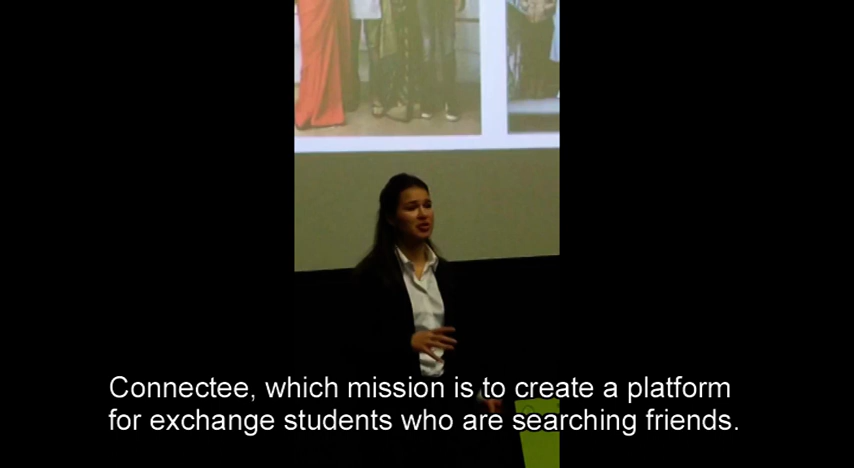 Connectee, which mission is to create a platform
for exchange students who are searching friends.